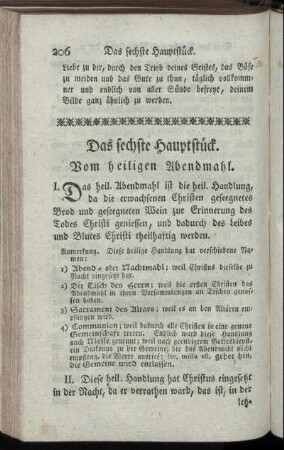 206 Das sechste Hauptstück.
Liebe zu dir, durch den Trieb deines Geistes, das Böse
zu meiden und das Gute zu thun, täglich vollkomm-
ner und endlich von aller Sünde befreyt, deinem
Bilde ganz ähnlich zu werden.
Das sechste Hauptstück.
Vom heiligen Abendmahl.
I. Das heil. Abendmahl ist die heil. Handlung,
da die erwachsenen Christen gesegnetes
Brod und gesegneten Wein zur Erinnerung des
Todes Christi geniessen, und dadurch des Leibes
und Blutes Christi theilhaftig werden.
Anmerkung. Diese heilige Handlung hat verschiedene Na-
men:
1) Abend- oder Nachtmahl; weil Christus dieselbe zu
Nacht eingesetzt hat.
2) Der Tisch des Herrn; weil die ersten Christen das
Abendmahl in ihren Versammlungen an Tischen genos-
sen haben.
3) Sacrament des Altars; weil es an den Altären em-
pfangen wird.
4) Communion; weil dadurch alle Christen in eine genaue
Gemeinschaft treten. Endlich ward diese Handlung
auch Messe genennt; weil nach geendigtem Gottesdienst,
ein Diakonus zu der Gemeine, die das Abendmahl nicht
empfieng, die Worte ausrief: ite, missa est, gehet hin,
die Gemeine wird entlassen.
II. Diese heil. Handlung hat Christus eingesetzt
in der Nacht, da er verrathen ward, das ist, in der
letz-